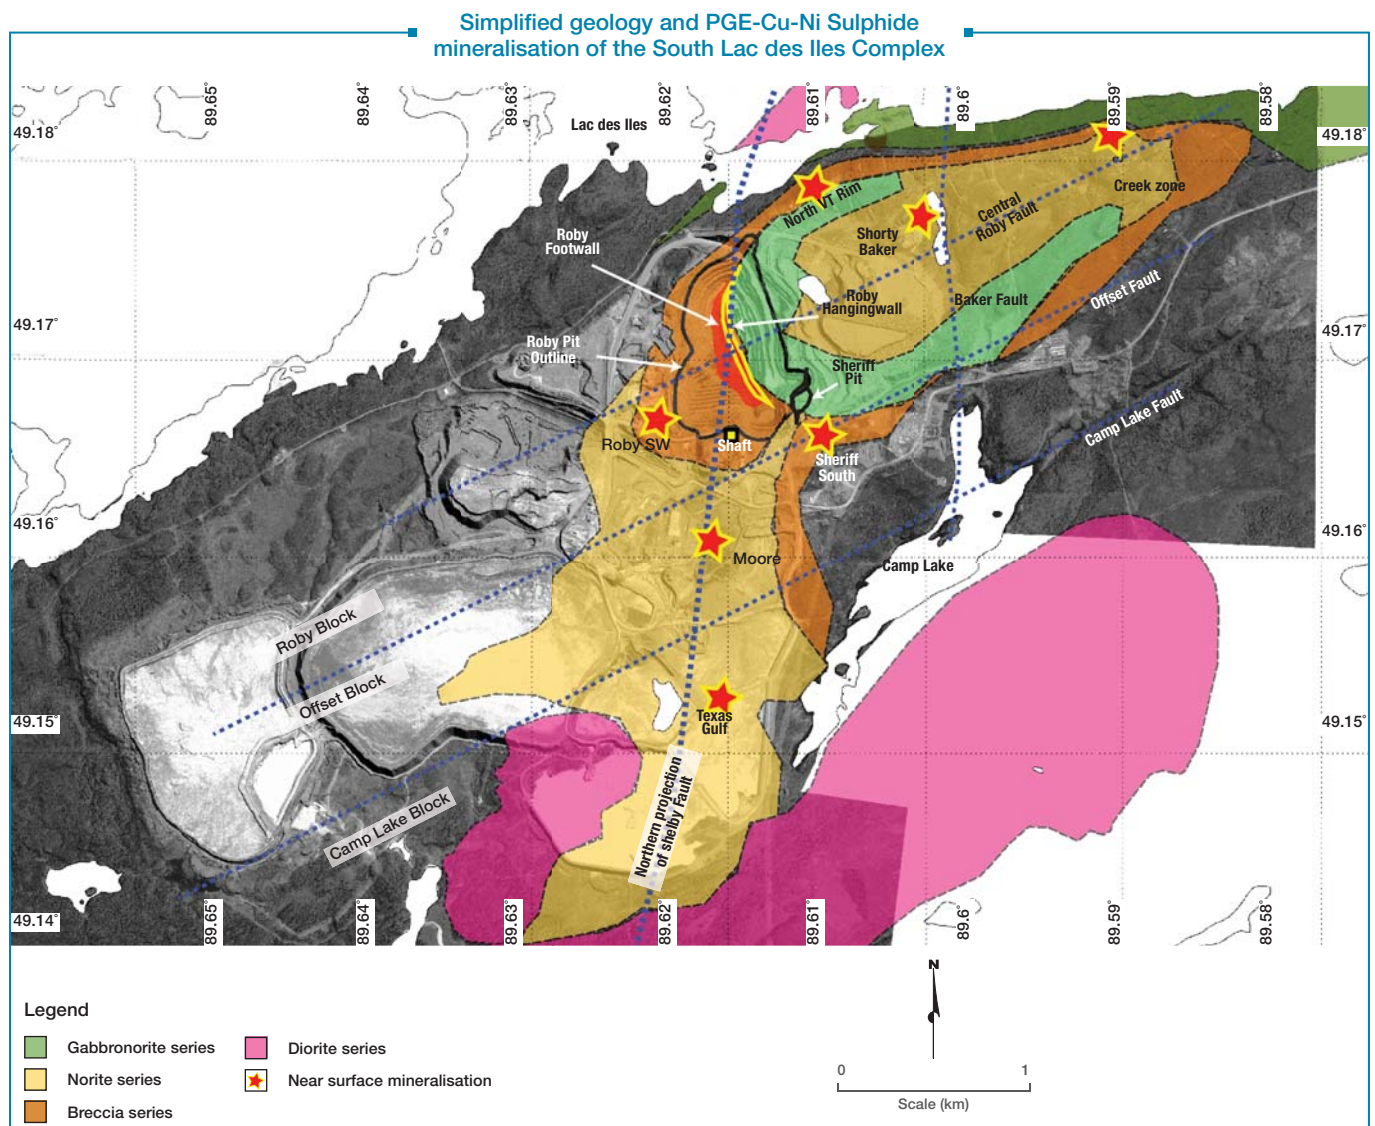 Simplified geology and PGE-Cu-Ni Sulphide
mineralisation of the South Lac des Iles Complex
89.65°
89.64°
89.63°
89.62°
89.61°
89.6°
89.59°
89.58°
49.18°
49.18°
Lac des Iles
North VT Rim
Creek zone
Central
Roby Fault
Shorty
Baker
Roby
Footwall
Offset Fault
Baker Fault
Roby
Hangingwall
49.17°
49.17°
Roby Pit
Outline
Sheriff
Pit
Camp Lake Fault
Roby SW
Shaft
Sheriff
South
49.16°
49.16°
Moore
Camp Lake
Roby Block
Offset Block
49.15°
49.15°
Texas
Gulf
Northern projection
of shelby Fault
Camp Lake Block
49.14°
89.65°
89.64°
89.63°
89.62°
89.61°
89.6°
89.59°
89.58°
N
Legend
Gabbronorite series
Diorite series
Norite series
Near surface mineralisation
Breccia series
0 1
Scale (km)